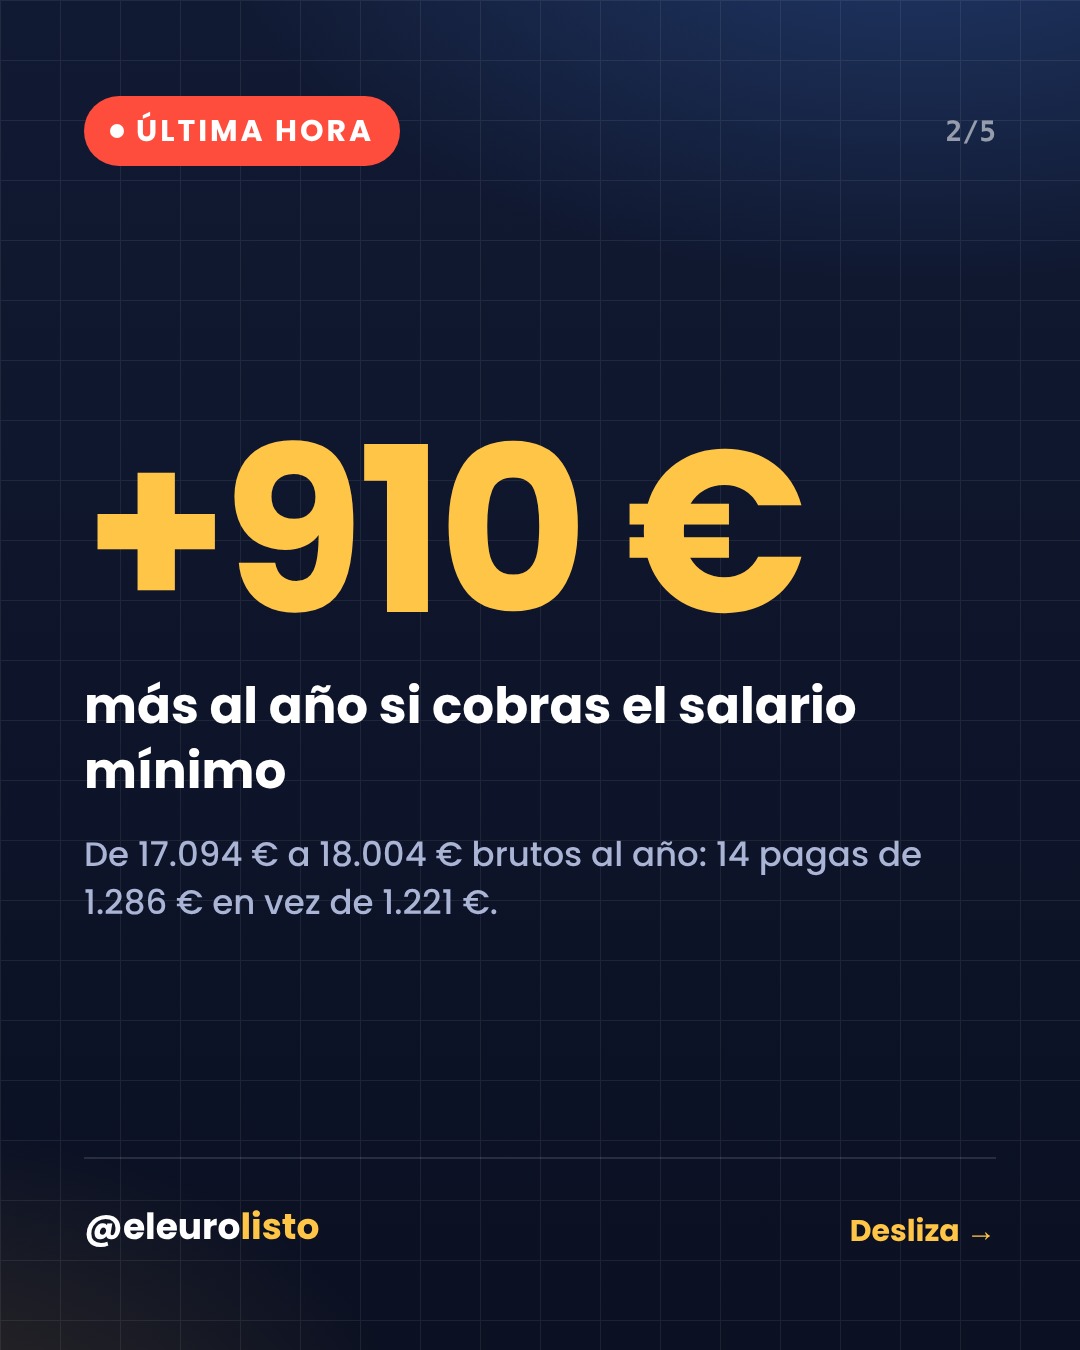 ÚLTIMA HORA
2/5
+910 €
más al año si cobras el salario
mínimo
De 17.094 € a 18.004 € brutos al año: 14 pagas de
1.286 € en vez de 1.221 €.
@eleurolisto
Desliza →